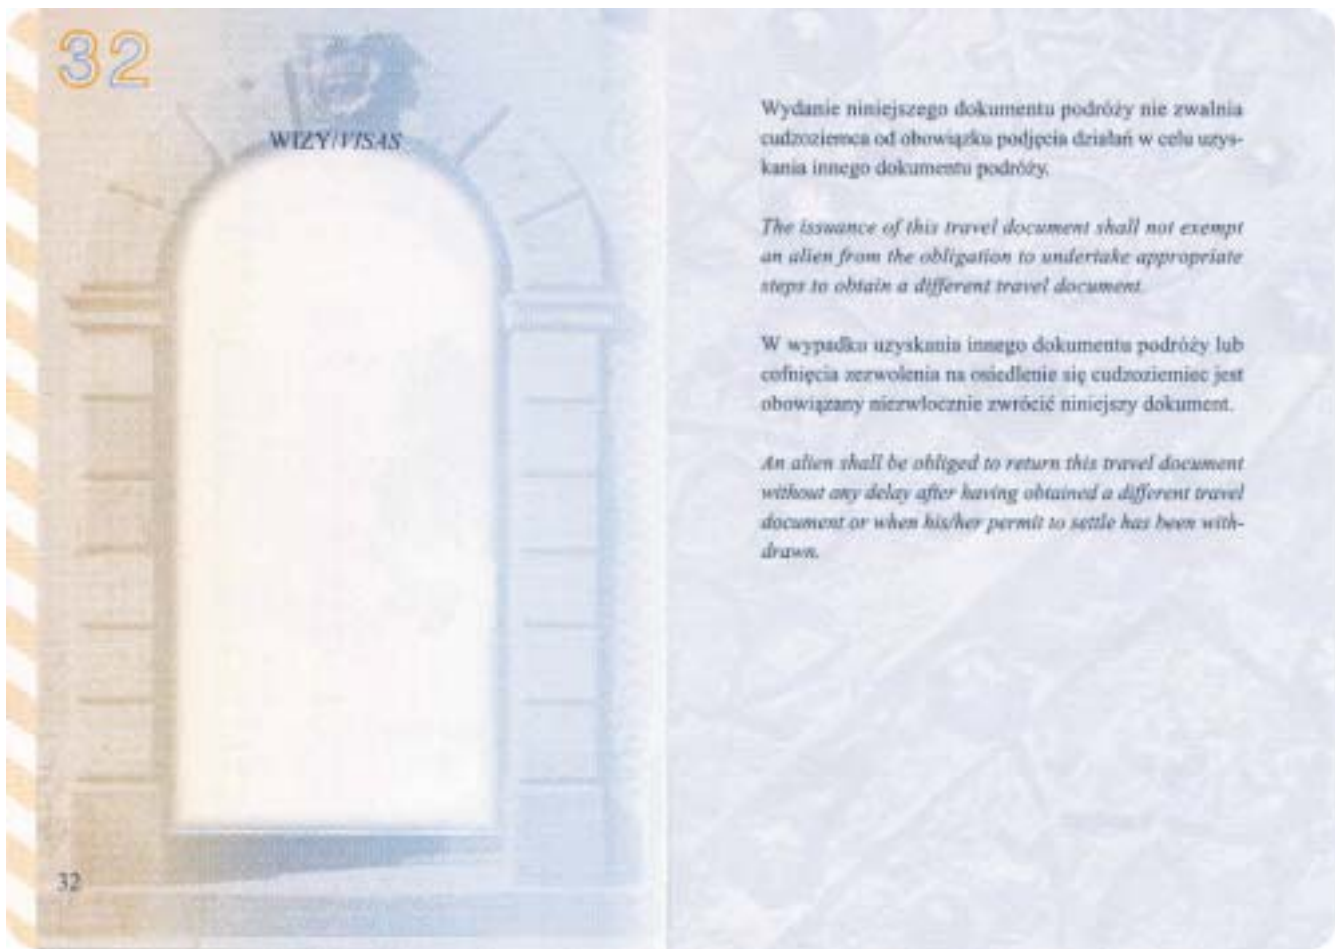 32
WIZY/VISAS
32
Wydanie niniejszego dokumentu podróży nie zwalnia
cudzoziemca od obowiązku podjęcia działań w celu uzys-
kania innego dokumentu podróży.
The issuance of this travel document shall not exempt
an alien from the obligation to undertake appropriate
steps to obtain a different travel document.
W wypadku uzyskania innego dokumentu podróży lub
cofnięcia zezwolenia na osiedlenie się cudzoziemiec jest
obowiązany niezwłocznie zwrócić niniejszy dokument.
An alien shall be obliged to return this travel document
without any delay after having obtained a different travel
document or when his/her permit to settle has been with-
drawn.